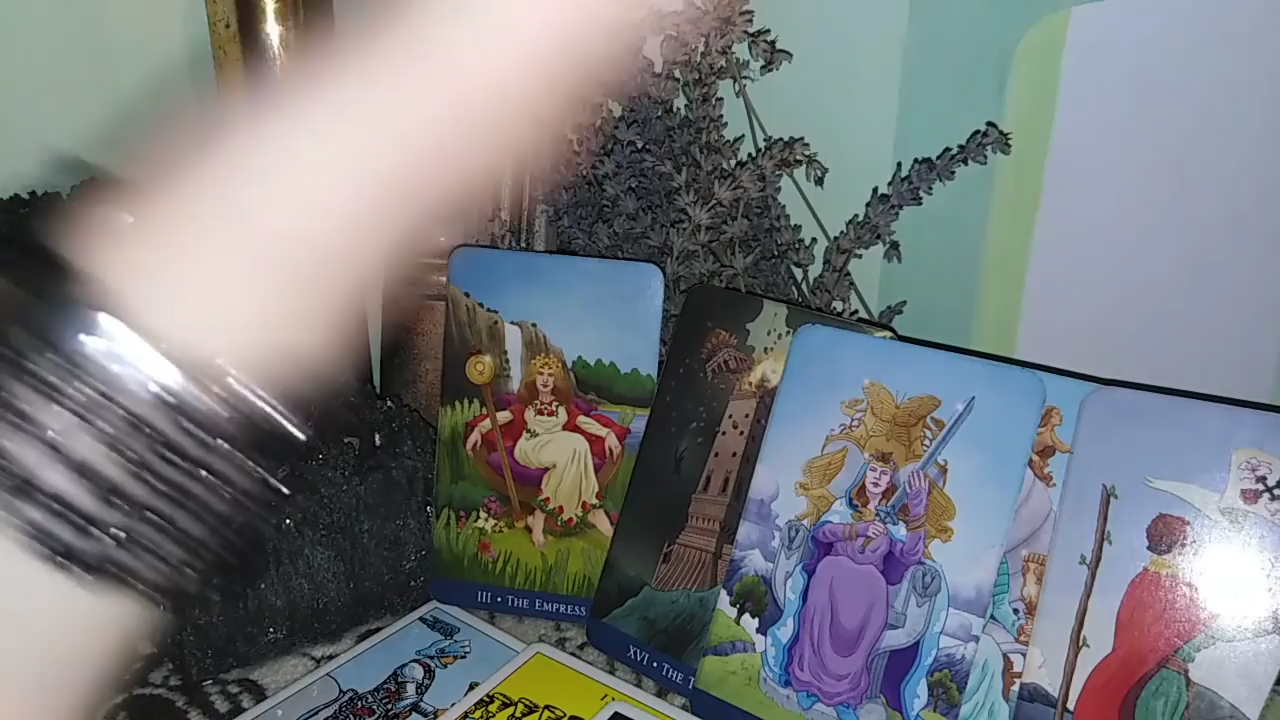 III • THE EMPRESS
XVI • THE